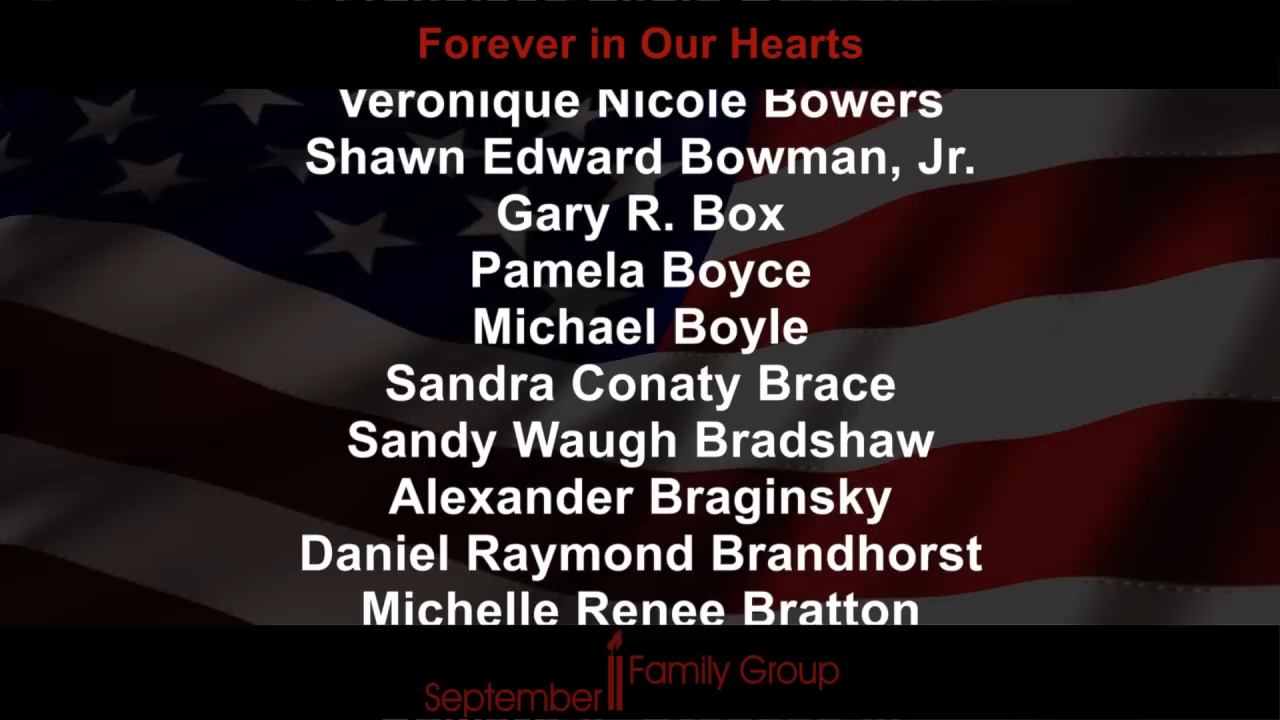 Forever in Our Hearts
Veronique Nicole Bowers
Shawn Edward Bowman, Jr.
Gary R. Box
Pamela Boyce
Michael Boyle
Sandra Conaty Brace
Sandy Waugh Bradshaw
Alexander Braginsky
Daniel Raymond Brandhorst
Michelle Renee Bratton
September 11 Family Group